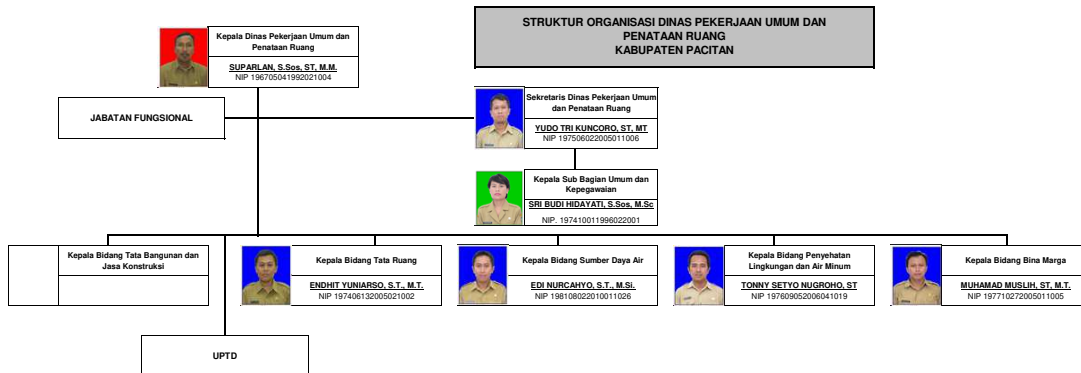 STRUKTUR ORGANISASI DINAS PEKERJAAN UMUM DAN
PENATAAN RUANG
KABUPATEN PACITAN
Kepala Dinas Pekerjaan Umum dan
Penataan Ruang
SUPARLAN, S.Sos, ST, M.M.
NIP 196705041992021004
JABATAN FUNGSIONAL
Sekretaris Dinas Pekerjaan Umum
dan Penataan Ruang
YUDO TRI KUNCORO, ST, MT
NIP 197506022005011006
Kepala Sub Bagian Umum dan
Kepegawaian
SRI BUDI HIDAYATI, S.Sos, M.Sc
NIP. 197410011996022001
Kepala Bidang Tata Bangunan dan
Jasa Konstruksi
Kepala Bidang Tata Ruang
ENDHIT YUNIARSO, S.T., M.T.
NIP 197406132005021002
Kepala Bidang Sumber Daya Air
EDI NURCAHYO, S.T., M.Si.
NIP 198108022010011026
Kepala Bidang Penyehatan
Lingkungan dan Air Minum
TONNY SETYO NUGROHO, ST
NIP 197609052006041019
Kepala Bidang Bina Marga
MUHAMAD MUSLIH, ST, M.T.
NIP 197710272005011005
UPTD